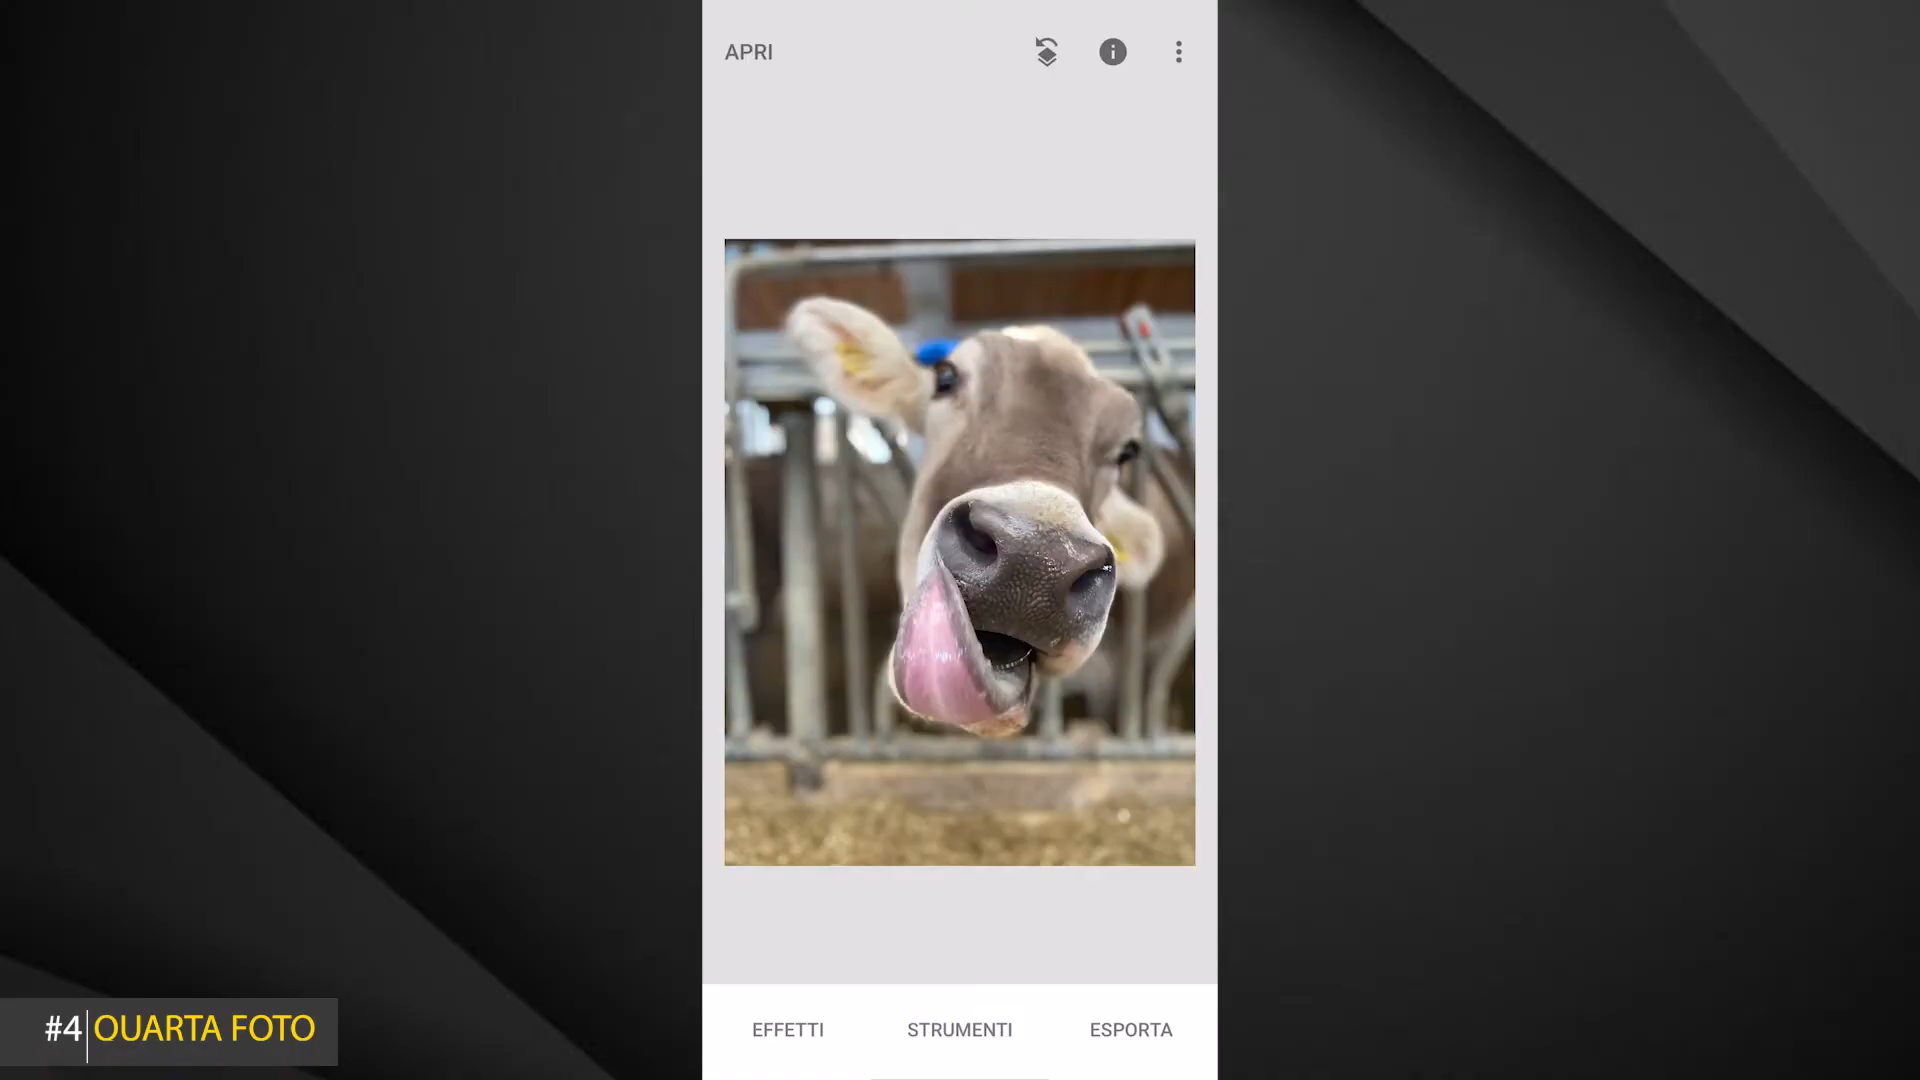 APRI
EFFETTI
STRUMENTI
ESPORTA
#4 QUARTA FOTO